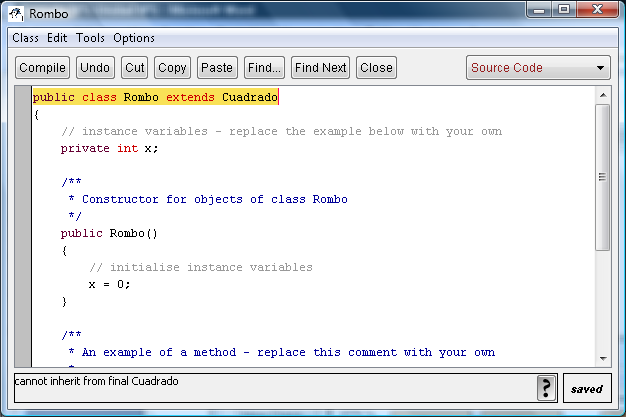 Rombo
Class Edit Tools Options
Compile Undo Cut Copy Paste Find... Find Next Close Source Code
public class Rombo extends Cuadrado
{
// instance variables - replace the example below with your own
private int x;
/**
* Constructor for objects of class Rombo
*/
public Rombo()
{
// initialise instance variables
x = 0;
}
/**
* An example of a method - replace this comment with your own
*
cannot inherit from final Cuadrado
? saved